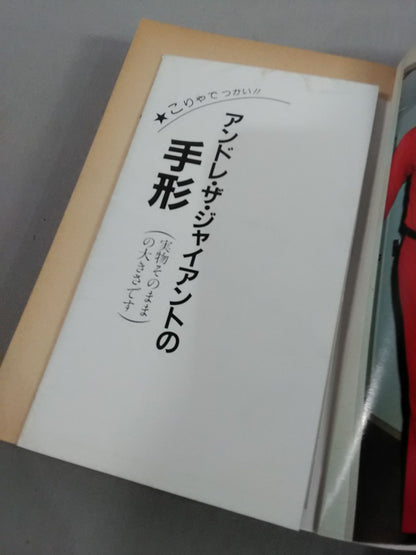 ★こりゃでっかい!!
アンドレ・ザ・ジャイアントの
手形
(実物そのまま
の大きさです)